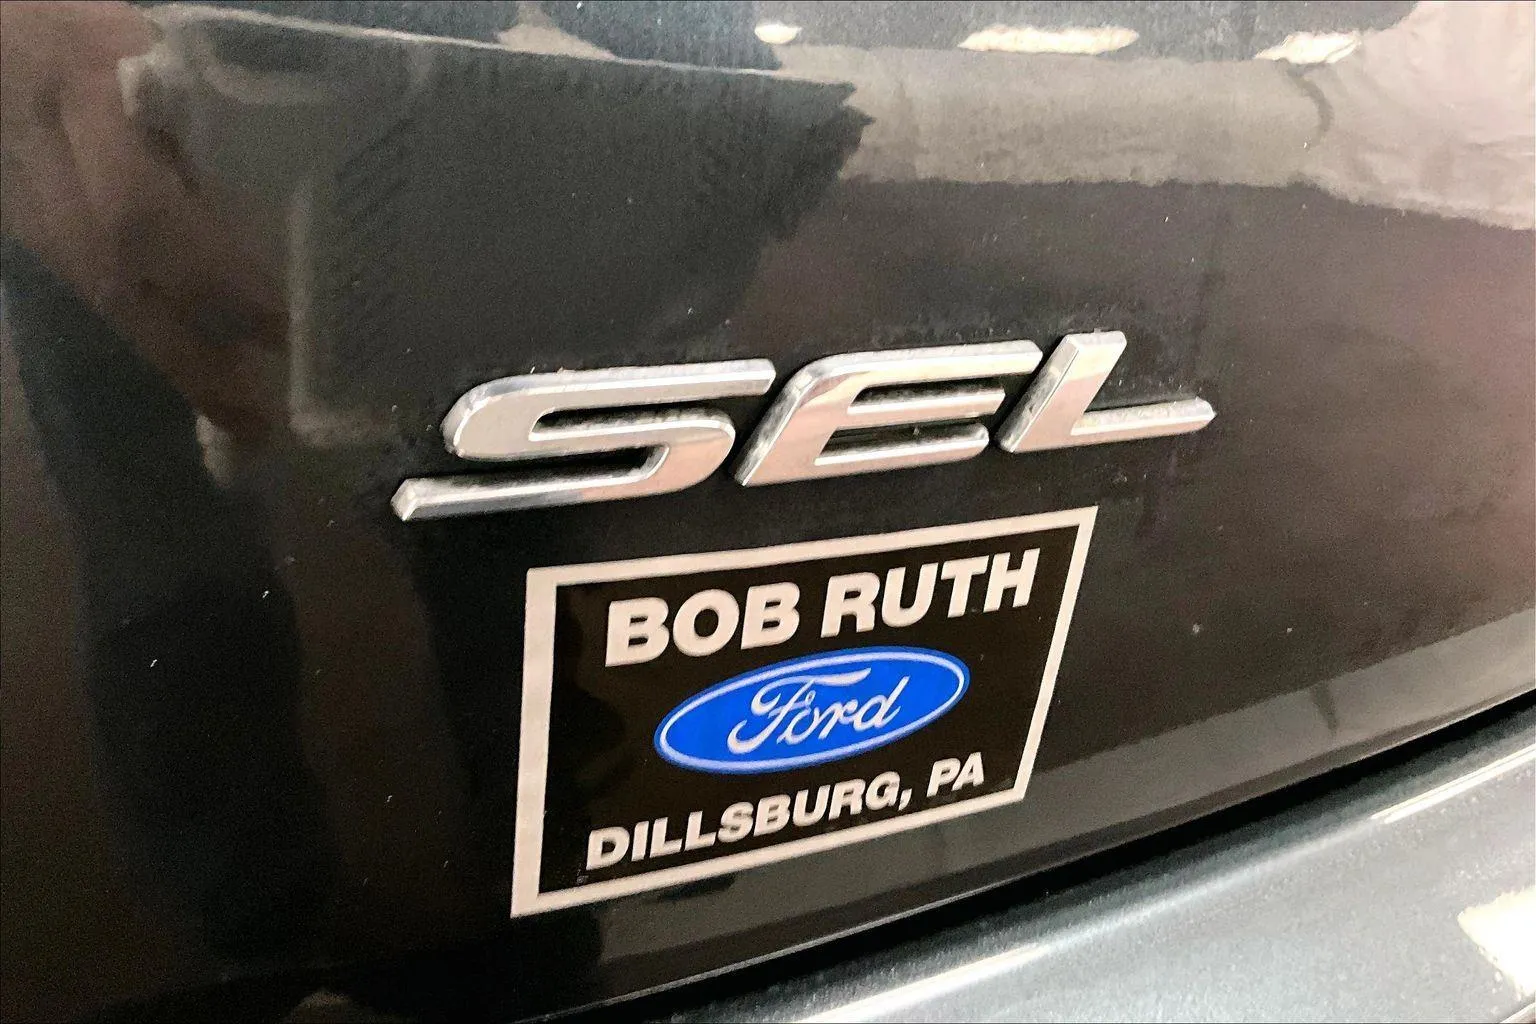 SEL
BOB RUTH
Ford
DILLSBURG, PA